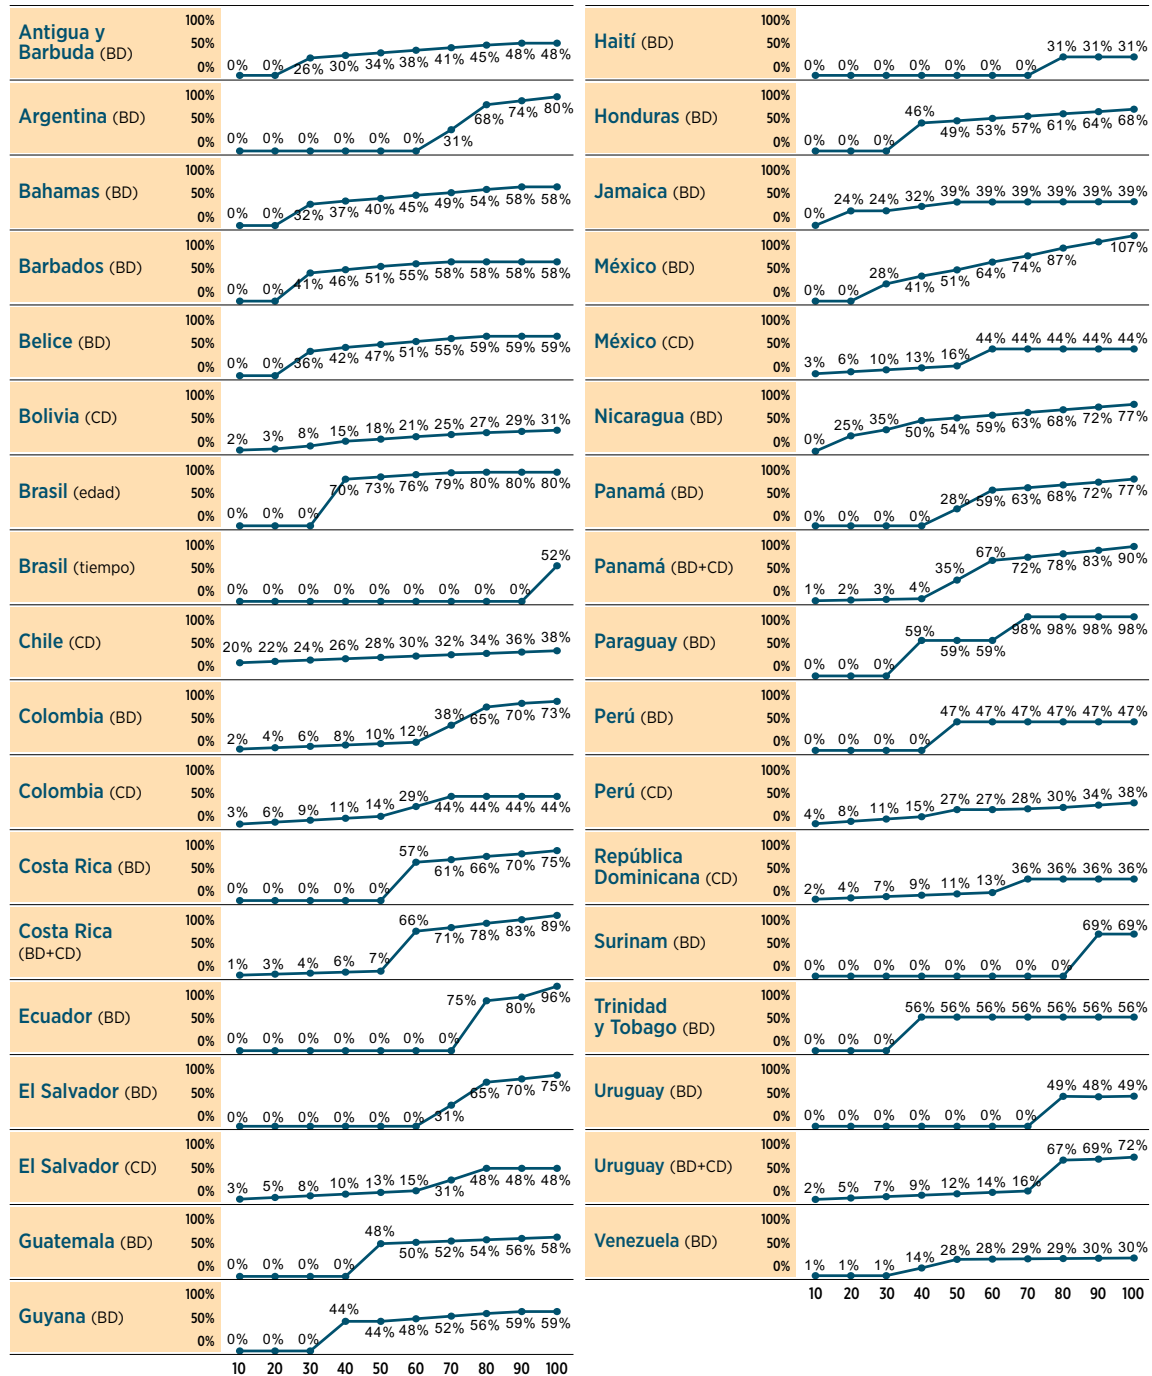 Antigua y
Barbuda (BD)
100%
50%
0%
0% 0% 26% 30% 34% 38% 41% 45% 48% 48%
Argentina (BD)
100%
50%
0%
0% 0% 0% 0% 0% 0% 31% 68% 74% 80%
Bahamas (BD)
100%
50%
0%
0% 0% 32% 37% 40% 45% 49% 54% 58% 58%
Barbados (BD)
100%
50%
0%
0% 0% 41% 46% 51% 55% 58% 58% 58% 58%
Belice (BD)
100%
50%
0%
0% 0% 36% 42% 47% 51% 55% 59% 59% 59%
Bolivia (CD)
100%
50%
0%
2% 3% 8% 15% 18% 21% 25% 27% 29% 31%
Brasil (edad)
100%
50%
0%
0% 0% 0% 70% 73% 76% 79% 80% 80% 80%
Brasil (tiempo)
100%
50%
0%
0% 0% 0% 0% 0% 0% 0% 0% 0% 52%
Chile (CD)
100%
50%
0%
20% 22% 24% 26% 28% 30% 32% 34% 36% 38%
Colombia (BD)
100%
50%
0%
2% 4% 6% 8% 10% 12% 38% 65% 70% 73%
Colombia (CD)
100%
50%
0%
3% 6% 9% 11% 14% 29% 44% 44% 44% 44%
Costa Rica (BD)
100%
50%
0%
0% 0% 0% 0% 0% 57% 61% 66% 70% 75%
Costa Rica
(BD+CD)
100%
50%
0%
1% 3% 4% 6% 7% 66% 71% 78% 83% 89%
Ecuador (BD)
100%
50%
0%
0% 0% 0% 0% 0% 0% 0% 75% 80% 96%
El Salvador (BD)
100%
50%
0%
0% 0% 0% 0% 0% 0% 31% 65% 70% 75%
El Salvador (CD)
100%
50%
0%
3% 5% 8% 10% 13% 15% 31% 48% 48% 48%
Guatemala (BD)
100%
50%
0%
0% 0% 0% 0% 48% 50% 52% 54% 56% 58%
Guyana (BD)
100%
50%
0%
0% 0% 0% 44% 44% 48% 52% 56% 59% 59%
10 20 30 40 50 60 70 80 90 100
Haití (BD)
100%
50%
0%
0% 0% 0% 0% 0% 0% 0% 31% 31% 31%
Honduras (BD)
100%
50%
0%
0% 0% 0% 46% 49% 53% 57% 61% 64% 68%
Jamaica (BD)
100%
50%
0%
0% 24% 24% 32% 39% 39% 39% 39% 39% 39%
México (BD)
100%
50%
0%
0% 0% 28% 41% 51% 64% 74% 87% 107%
México (CD)
100%
50%
0%
3% 6% 10% 13% 16% 44% 44% 44% 44% 44%
Nicaragua (BD)
100%
50%
0%
0% 25% 35% 50% 54% 59% 63% 68% 72% 77%
Panamá (BD)
100%
50%
0%
0% 0% 0% 0% 28% 59% 63% 68% 72% 77%
Panamá (BD+CD)
100%
50%
0%
1% 2% 3% 4% 35% 67% 72% 78% 83% 90%
Paraguay (BD)
100%
50%
0%
0% 0% 0% 59% 59% 59% 98% 98% 98% 98%
Perú (BD)
100%
50%
0%
0% 0% 0% 0% 47% 47% 47% 47% 47% 47%
Perú (CD)
100%
50%
0%
4% 8% 11% 15% 27% 27% 28% 30% 34% 38%
República
Dominicana (CD)
100%
50%
0%
2% 4% 7% 9% 11% 13% 36% 36% 36% 36%
Surinam (BD)
100%
50%
0%
0% 0% 0% 0% 0% 0% 0% 0% 69% 69%
Trinidad
y Tobago (BD)
100%
50%
0%
0% 0% 0% 56% 56% 56% 56% 56% 56% 56%
Uruguay (BD)
100%
50%
0%
0% 0% 0% 0% 0% 0% 0% 49% 48% 49%
Uruguay (BD+CD)
100%
50%
0%
2% 5% 7% 9% 12% 14% 16% 67% 69% 72%
Venezuela (BD)
100%
50%
0%
1% 1% 1% 14% 28% 28% 29% 29% 30% 30%
10 20 30 40 50 60 70 80 90 100